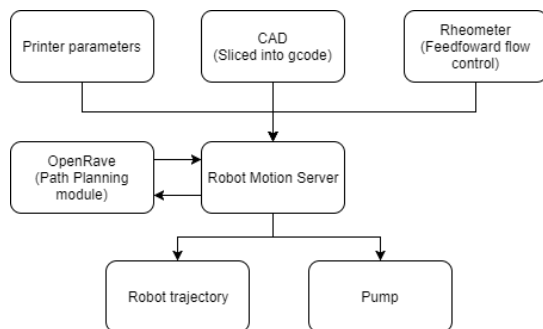 Printer parameters
CAD
(Sliced into gcode)
Rheometer
(Feedfoward flow
control)
OpenRave
(Path Planning
module)
Robot Motion Server
Robot trajectory
Pump